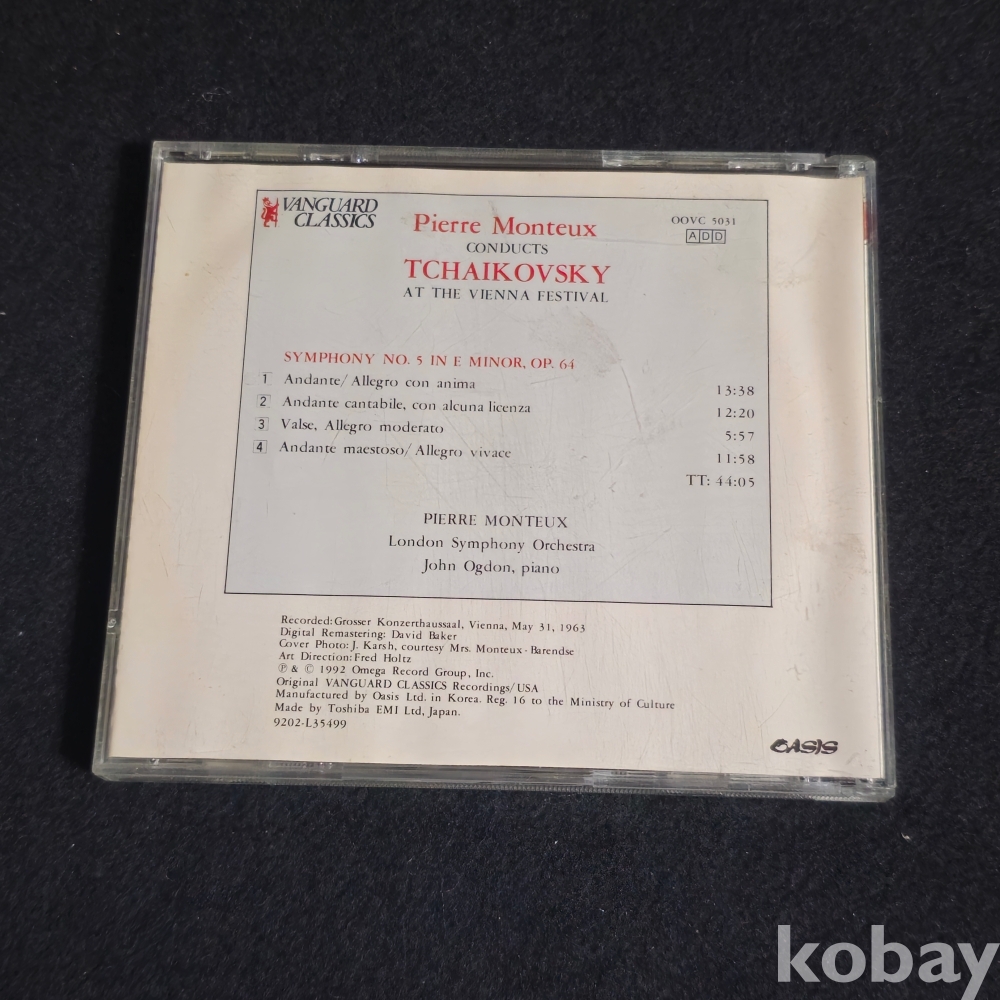 VANGUARD
CLASSICS
Pierre Monteux
CONDUCTS
TCHAIKOVSKY
AT THE VIENNA FESTIVAL
OOVC 5031
ADD
SYMPHONY NO. 5 IN E MINOR, OP. 64
1 Andante/Allegro con anima 13:38
2 Andante cantabile, con alcuna licenza 12:20
3 Valse, Allegro moderato 5:57
4 Andante maestoso/Allegro vivace 11:58
TT: 44:05
PIERRE MONTEUX
London Symphony Orchestra
John Ogdon, piano
Recorded: Grosser Konzerthaussaal, Vienna, May 31, 1963
Digital Remastering: David Baker
Cover Photo: J. Karsh, courtesy Mrs. Monteux-Barendse
Art Direction: Fred Holtz
℗ & © 1992 Omega Record Group, Inc.
Original VANGUARD CLASSICS Recordings/USA
Manufactured by Oasis Ltd. in Korea. Reg. 16 to the Ministry of Culture
Made by Toshiba EMI Ltd, Japan.
9202-L35499
OASIS
kobay